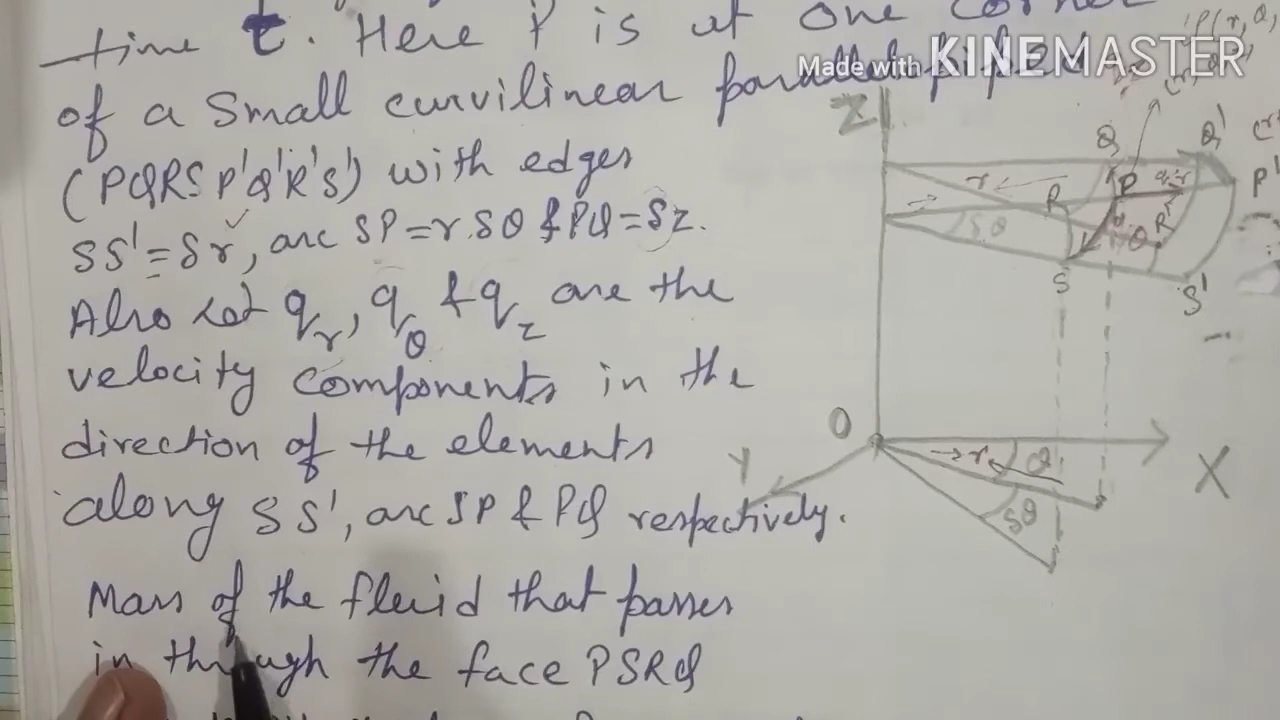 time t. Here P is at one corner
of a small curvilinear parallelopiped
(PQRS P'Q'R'S') with edges
SS' = δr, arc SP = r δθ & PQ = δz.
Also let q_r, q_θ & q_z are the
velocity components in the
direction of the elements
along SS', arc SP & PQ respectively.
Mass of the fluid that passes
in through the face PSRQ
Made with KINEMASTER
Z
Q
Q'
r
R
P
P'
R'
δθ
θ
S
S'
O
r
θ
Y
X
δθ